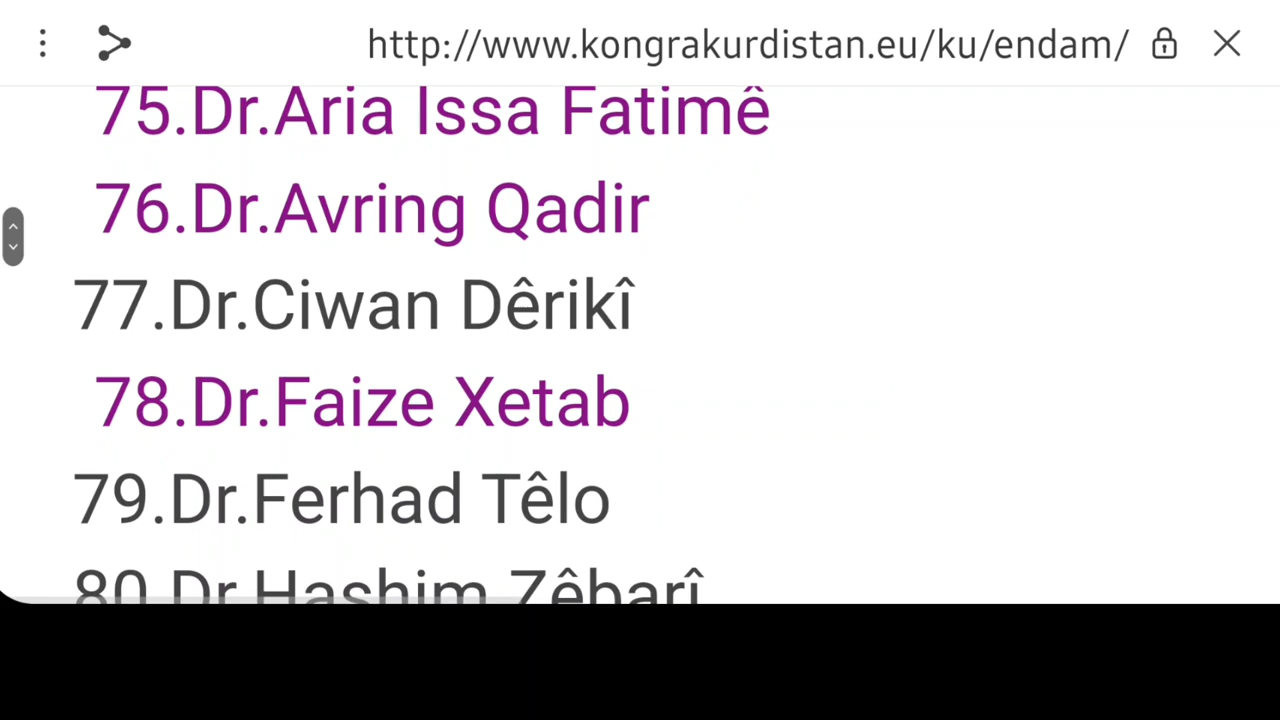 http://www.kongrakurdistan.eu/ku/endam/
75.Dr.Aria Issa Fatimê
76.Dr.Avring Qadir
77.Dr.Ciwan Dêrikî
78.Dr.Faize Xetab
79.Dr.Ferhad Têlo
80.Dr.Hashim Zêbarî